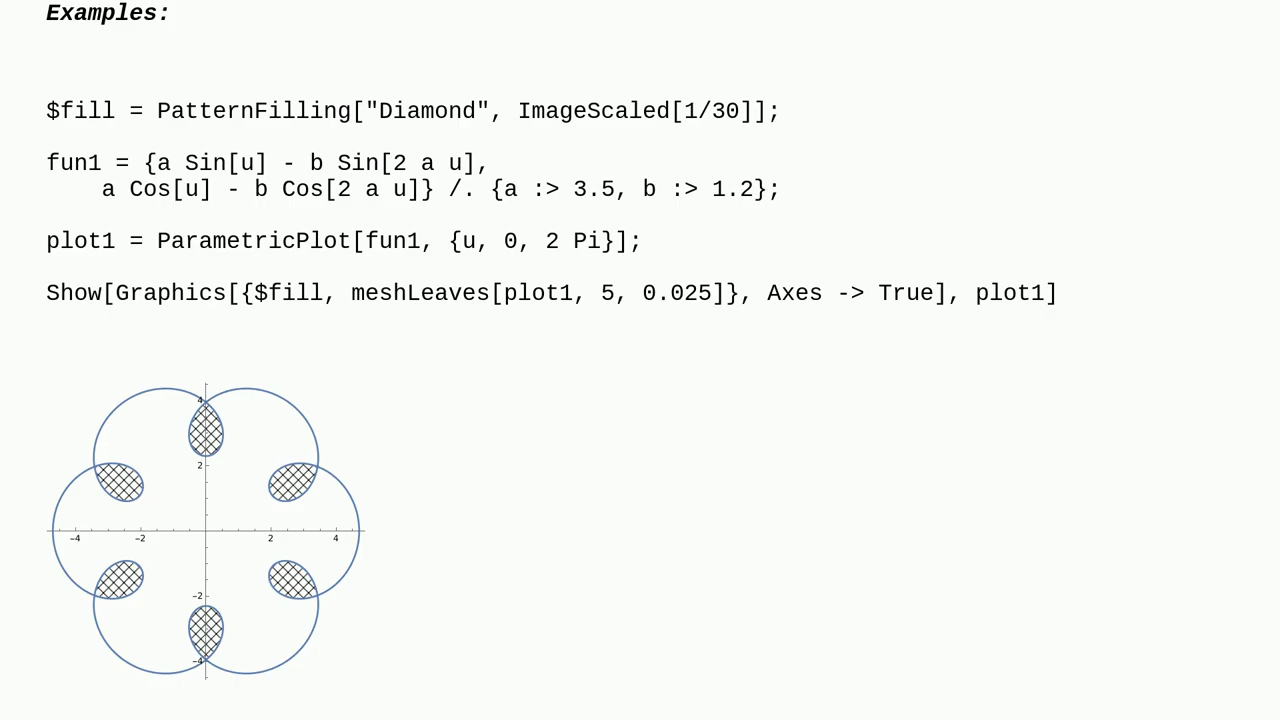 Examples:
$fill = PatternFilling["Diamond", ImageScaled[1/30]];
fun1 = {a Sin[u] - b Sin[2 a u],
a Cos[u] - b Cos[2 a u]} /. {a :> 3.5, b :> 1.2};
plot1 = ParametricPlot[fun1, {u, 0, 2 Pi}];
Show[Graphics[{$fill, meshLeaves[plot1, 5, 0.025]}, Axes -> True], plot1]
4
2
-4 -2 2 4
-2
-4